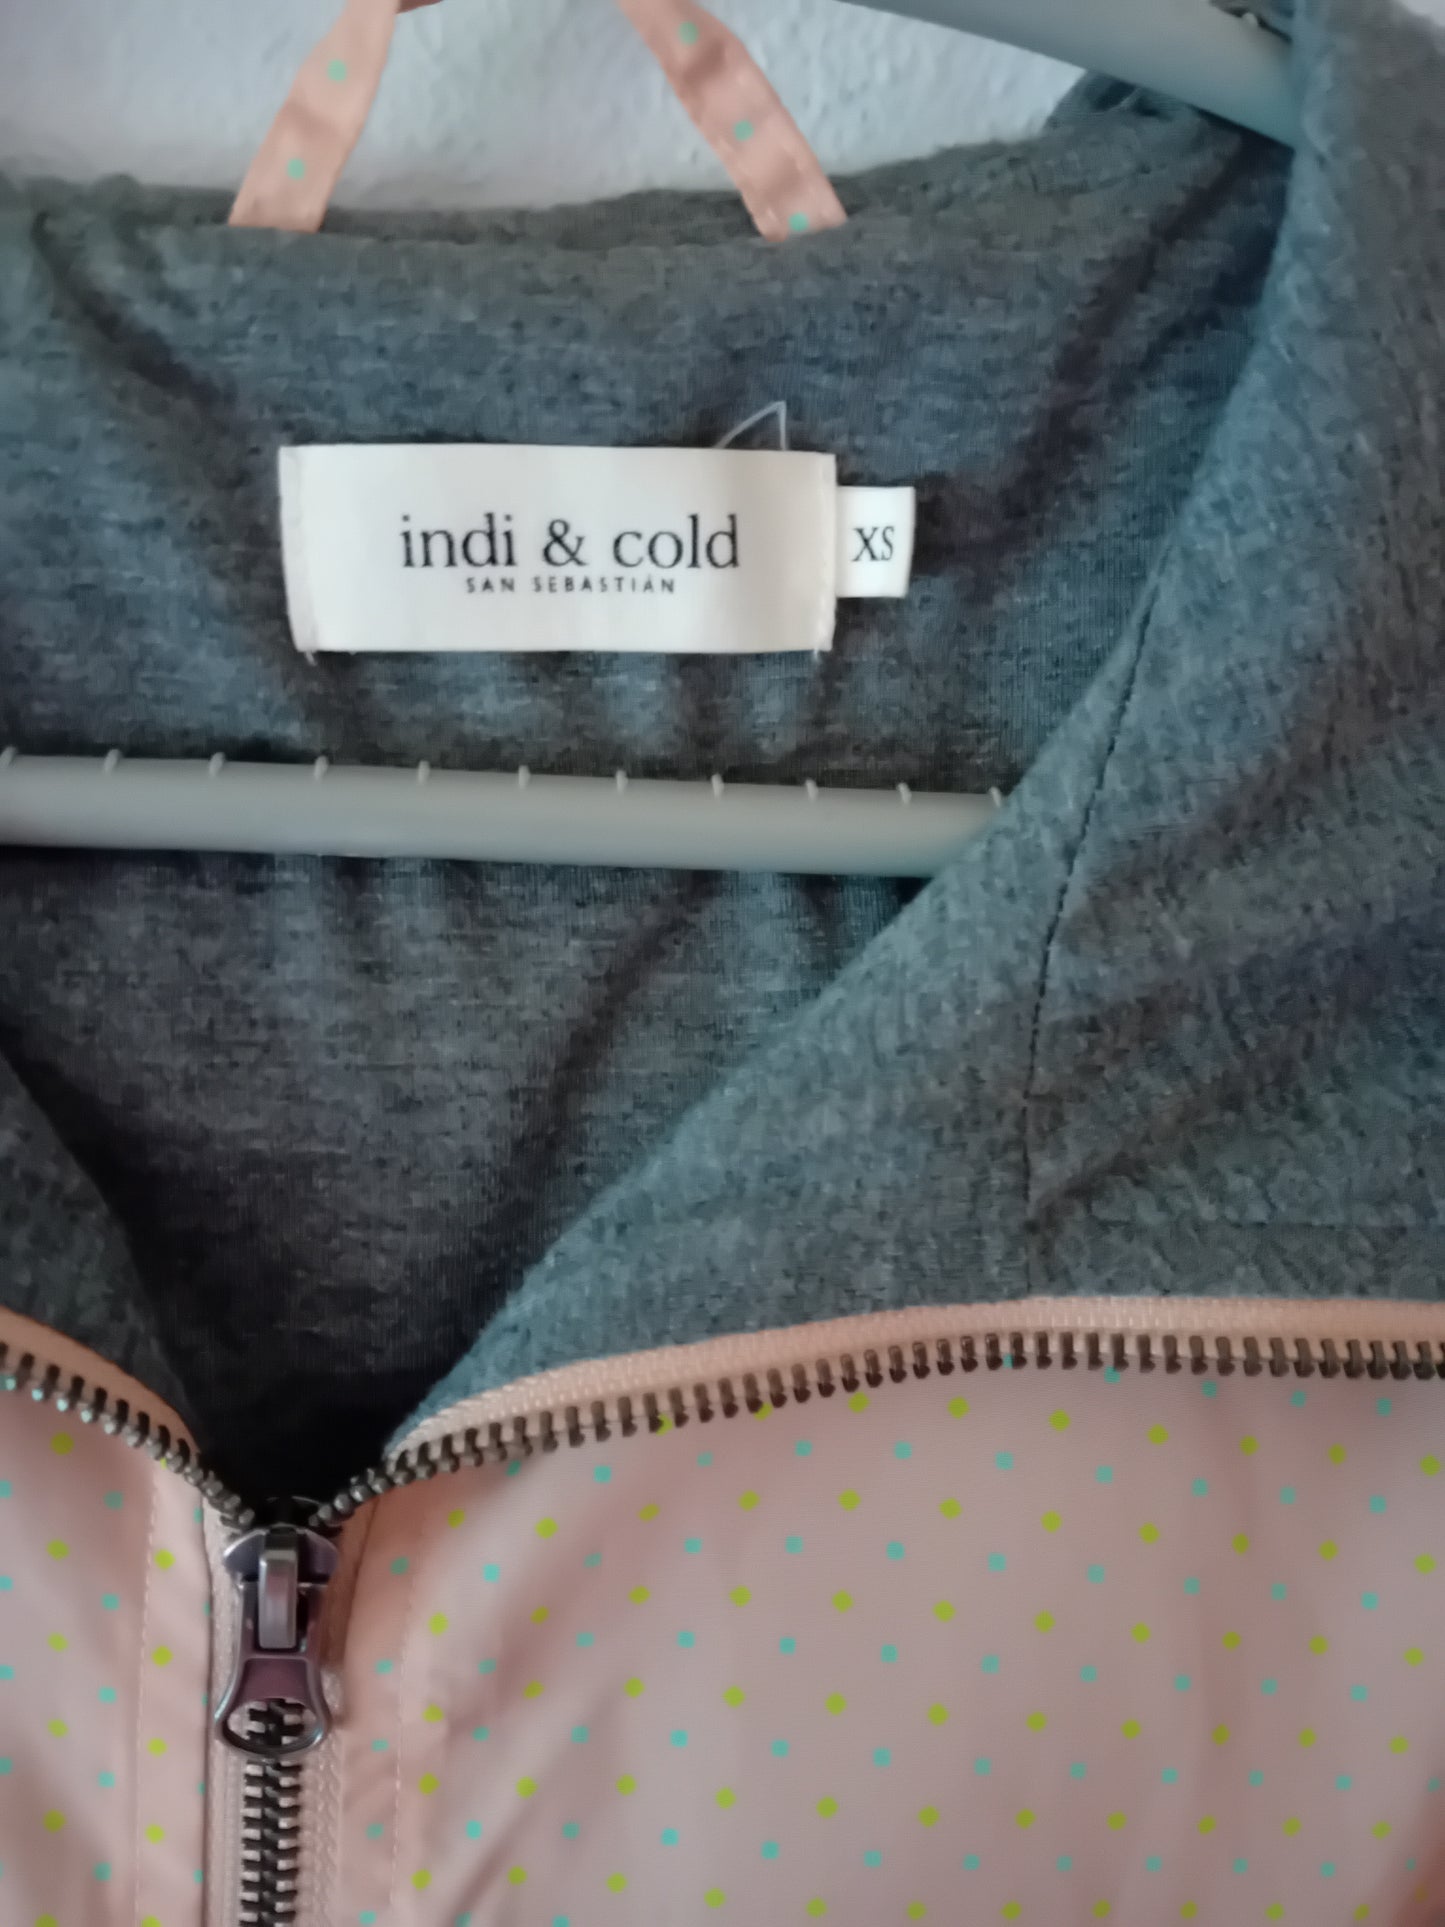 indi & cold
SAN SEBASTIÁN
XS